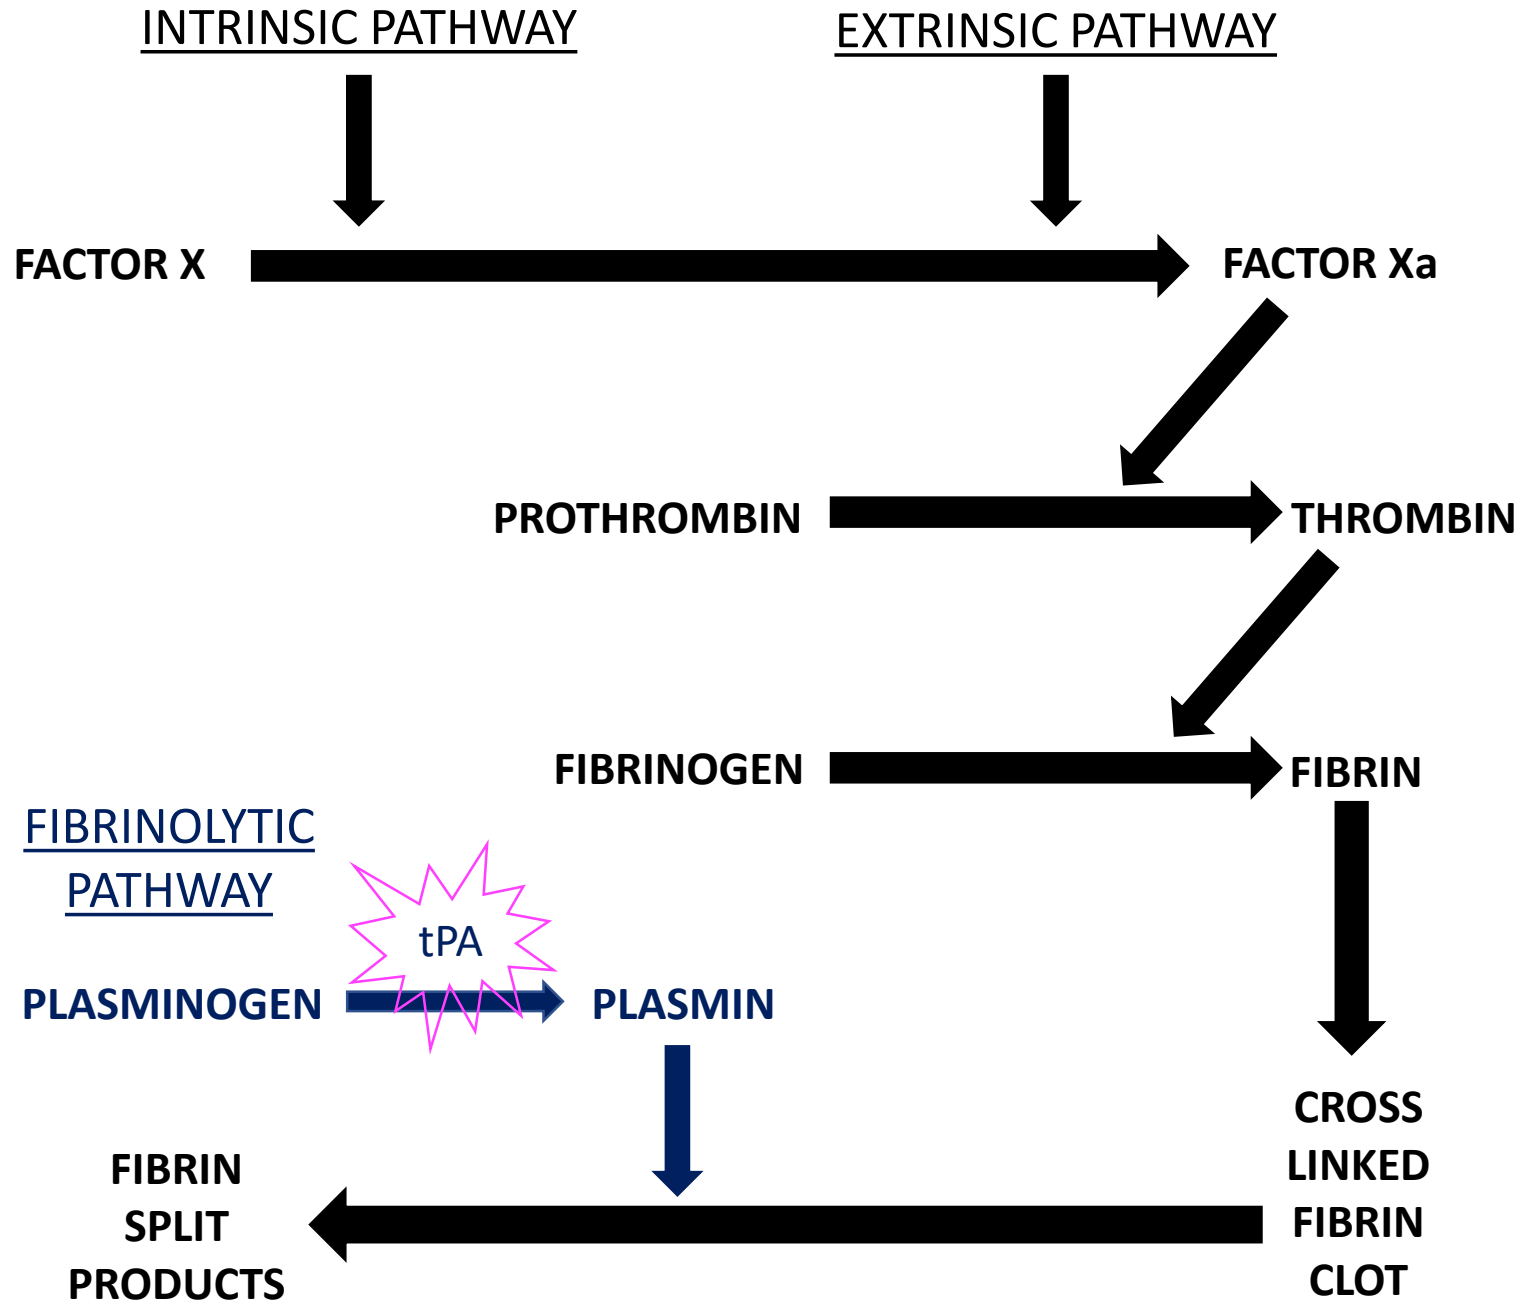 INTRINSIC PATHWAY
EXTRINSIC PATHWAY
FACTOR X
FACTOR Xa
PROTHROMBIN
THROMBIN
FIBRINOGEN
FIBRIN
FIBRINOLYTIC
PATHWAY
tPA
PLASMINOGEN
PLASMIN
CROSS
LINKED
FIBRIN
CLOT
FIBRIN
SPLIT
PRODUCTS